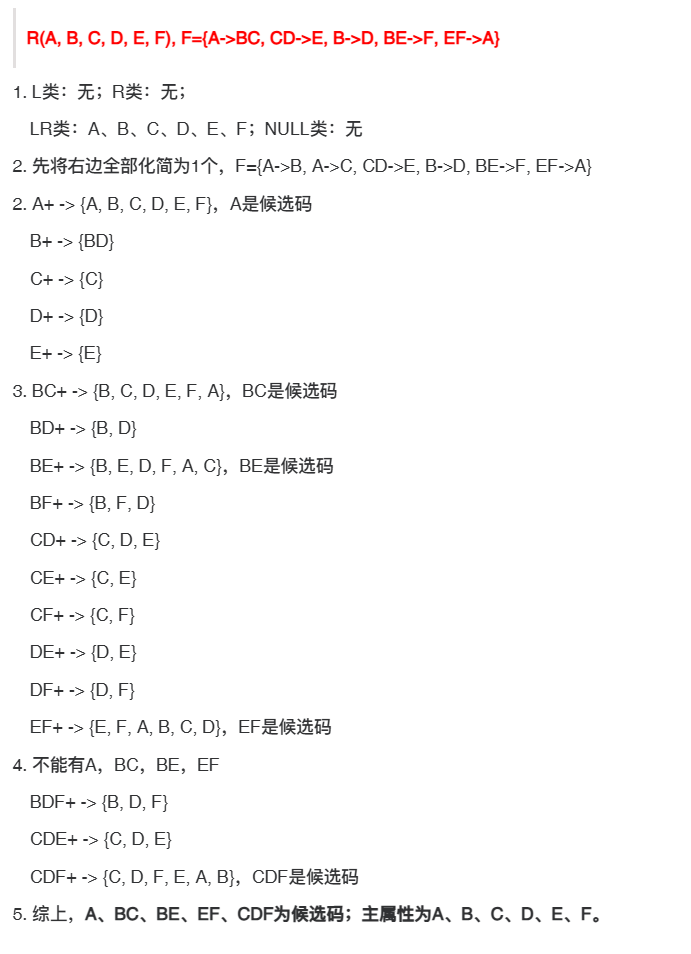 R(A, B, C, D, E, F), F={A->BC, CD->E, B->D, BE->F, EF->A}
1. L类：无；R类：无；
LR类：A、B、C、D、E、F；NULL类：无
2. 先将右边全部化简为1个，F={A->B, A->C, CD->E, B->D, BE->F, EF->A}
2. A+ -> {A, B, C, D, E, F}，A是候选码
B+ -> {BD}
C+ -> {C}
D+ -> {D}
E+ -> {E}
3. BC+ -> {B, C, D, E, F, A}，BC是候选码
BD+ -> {B, D}
BE+ -> {B, E, D, F, A, C}，BE是候选码
BF+ -> {B, F, D}
CD+ -> {C, D, E}
CE+ -> {C, E}
CF+ -> {C, F}
DE+ -> {D, E}
DF+ -> {D, F}
EF+ -> {E, F, A, B, C, D}，EF是候选码
4. 不能有A，BC，BE，EF
BDF+ -> {B, D, F}
CDE+ -> {C, D, E}
CDF+ -> {C, D, F, E, A, B}，CDF是候选码
5. 综上，A、BC、BE、EF、CDF为候选码；主属性为A、B、C、D、E、F。